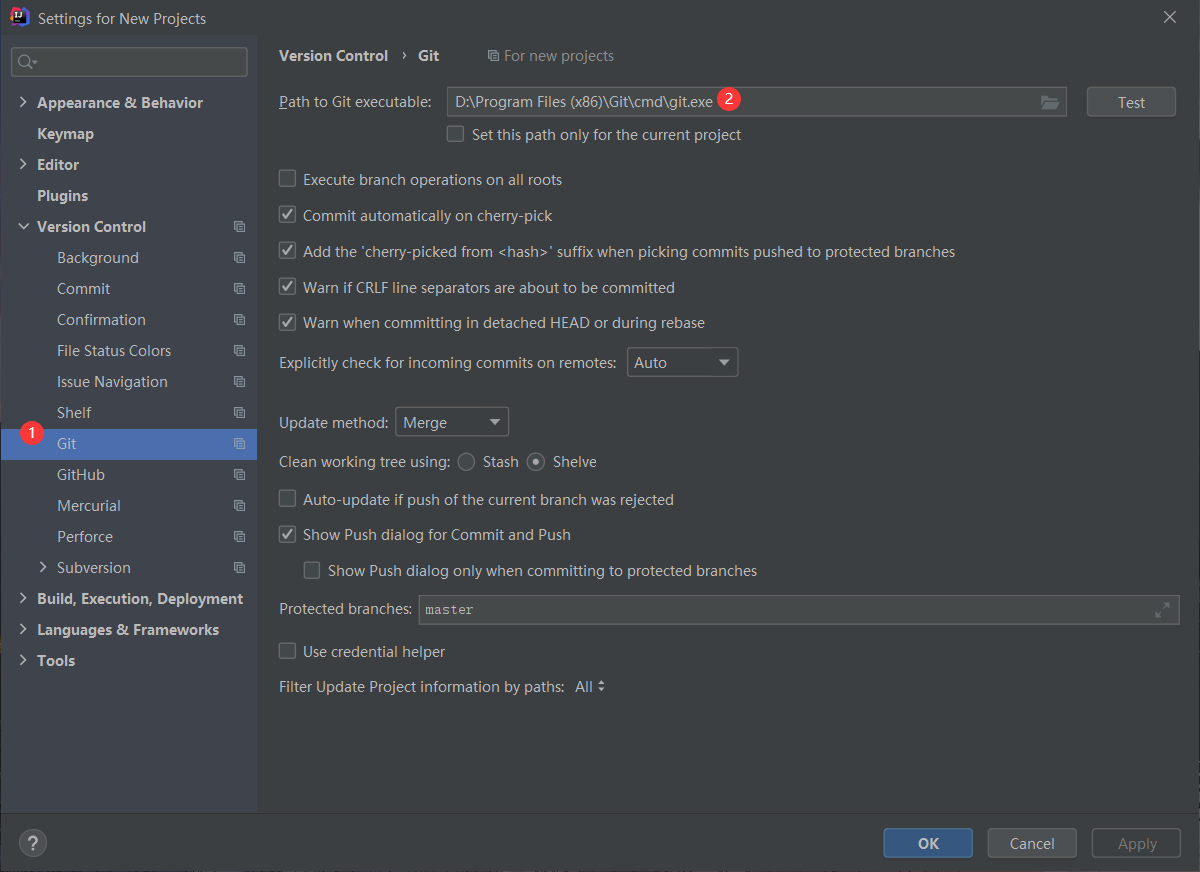 Settings for New Projects
Version Control › Git For new projects
Appearance & Behavior
Keymap
Editor
Plugins
Version Control
Background
Commit
Confirmation
File Status Colors
Issue Navigation
Shelf
1
Git
GitHub
Mercurial
Perforce
Subversion
Build, Execution, Deployment
Languages & Frameworks
Tools
Path to Git executable: D:\Program Files (x86)\Git\cmd\git.exe 2 Test
Set this path only for the current project
Execute branch operations on all roots
Commit automatically on cherry-pick
Add the 'cherry-picked from <hash>' suffix when picking commits pushed to protected branches
Warn if CRLF line separators are about to be committed
Warn when committing in detached HEAD or during rebase
Explicitly check for incoming commits on remotes: Auto
Update method: Merge
Clean working tree using: Stash Shelve
Auto-update if push of the current branch was rejected
Show Push dialog for Commit and Push
Show Push dialog only when committing to protected branches
Protected branches: master
Use credential helper
Filter Update Project information by paths: All
? OK Cancel Apply